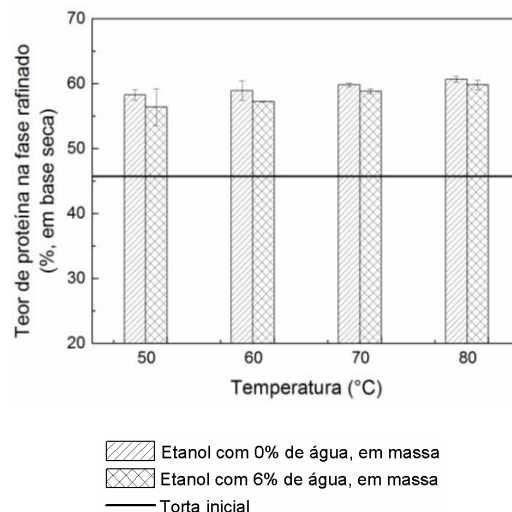 70
60
50
40
30
20
Teor de proteína na fase rafinado
(%, em base seca)
50 60 70 80
Temperatura (°C)
Etanol com 0% de água, em massa
Etanol com 6% de água, em massa
Torta inicial